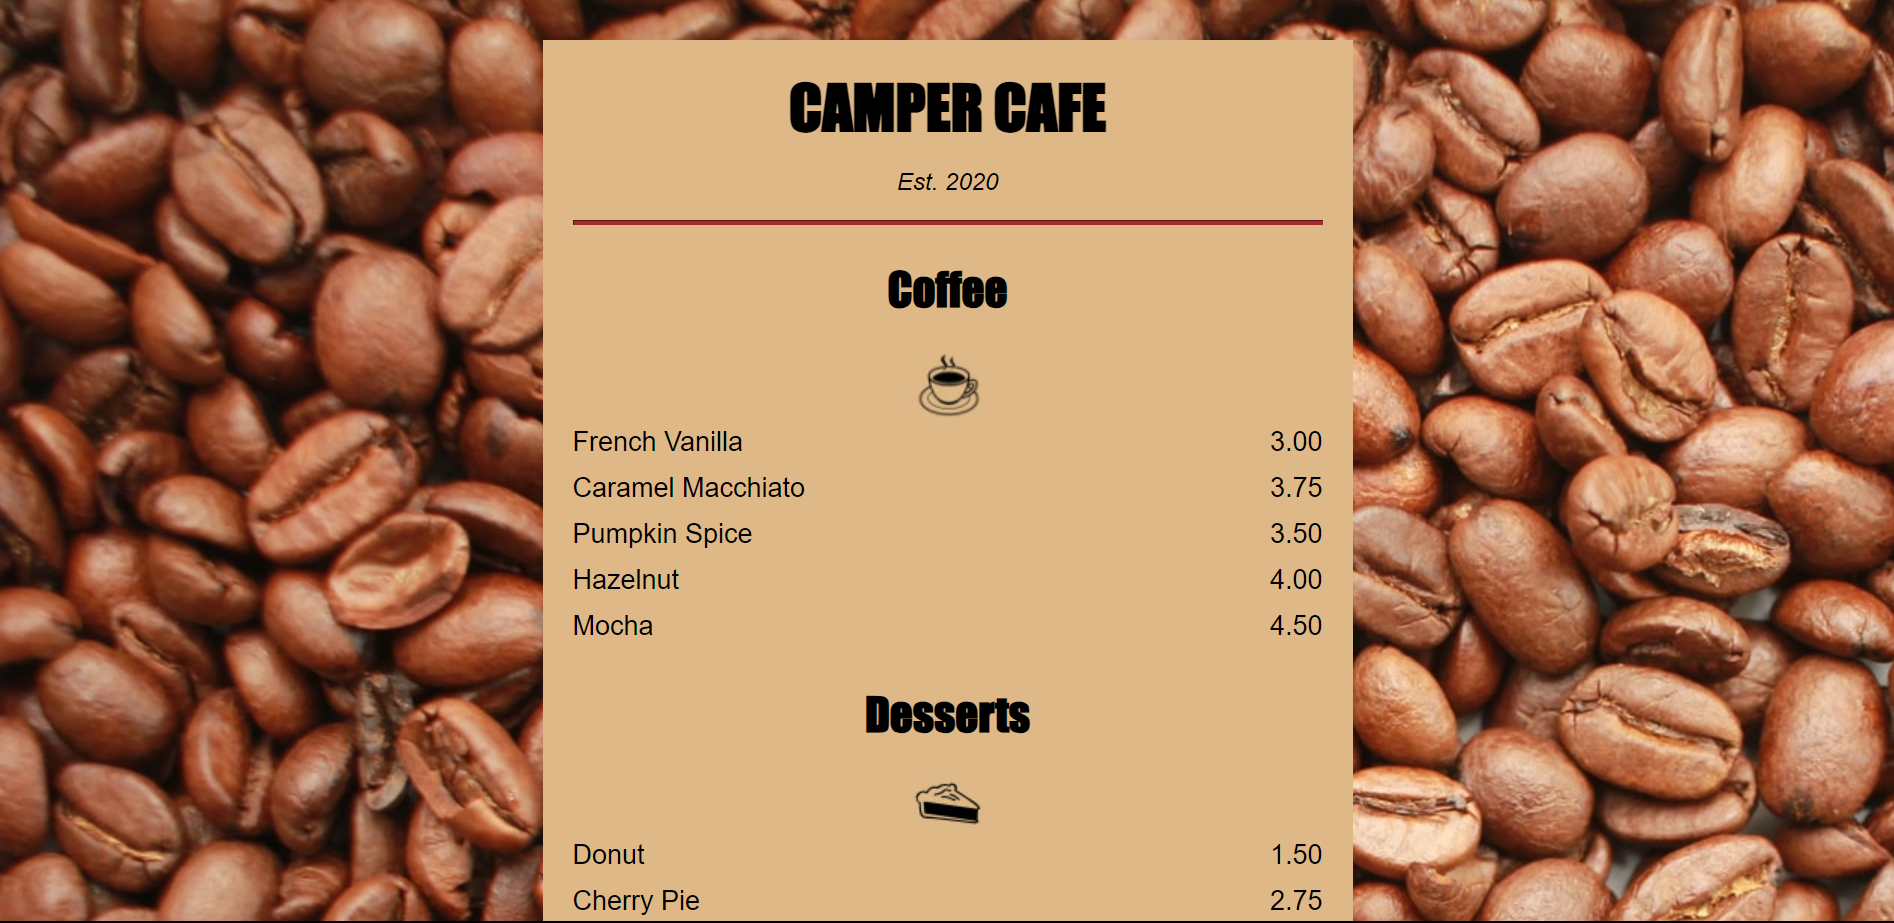 CAMPER CAFE
Est. 2020
Coffee
French Vanilla 3.00
Caramel Macchiato 3.75
Pumpkin Spice 3.50
Hazelnut 4.00
Mocha 4.50
Desserts
Donut 1.50
Cherry Pie 2.75